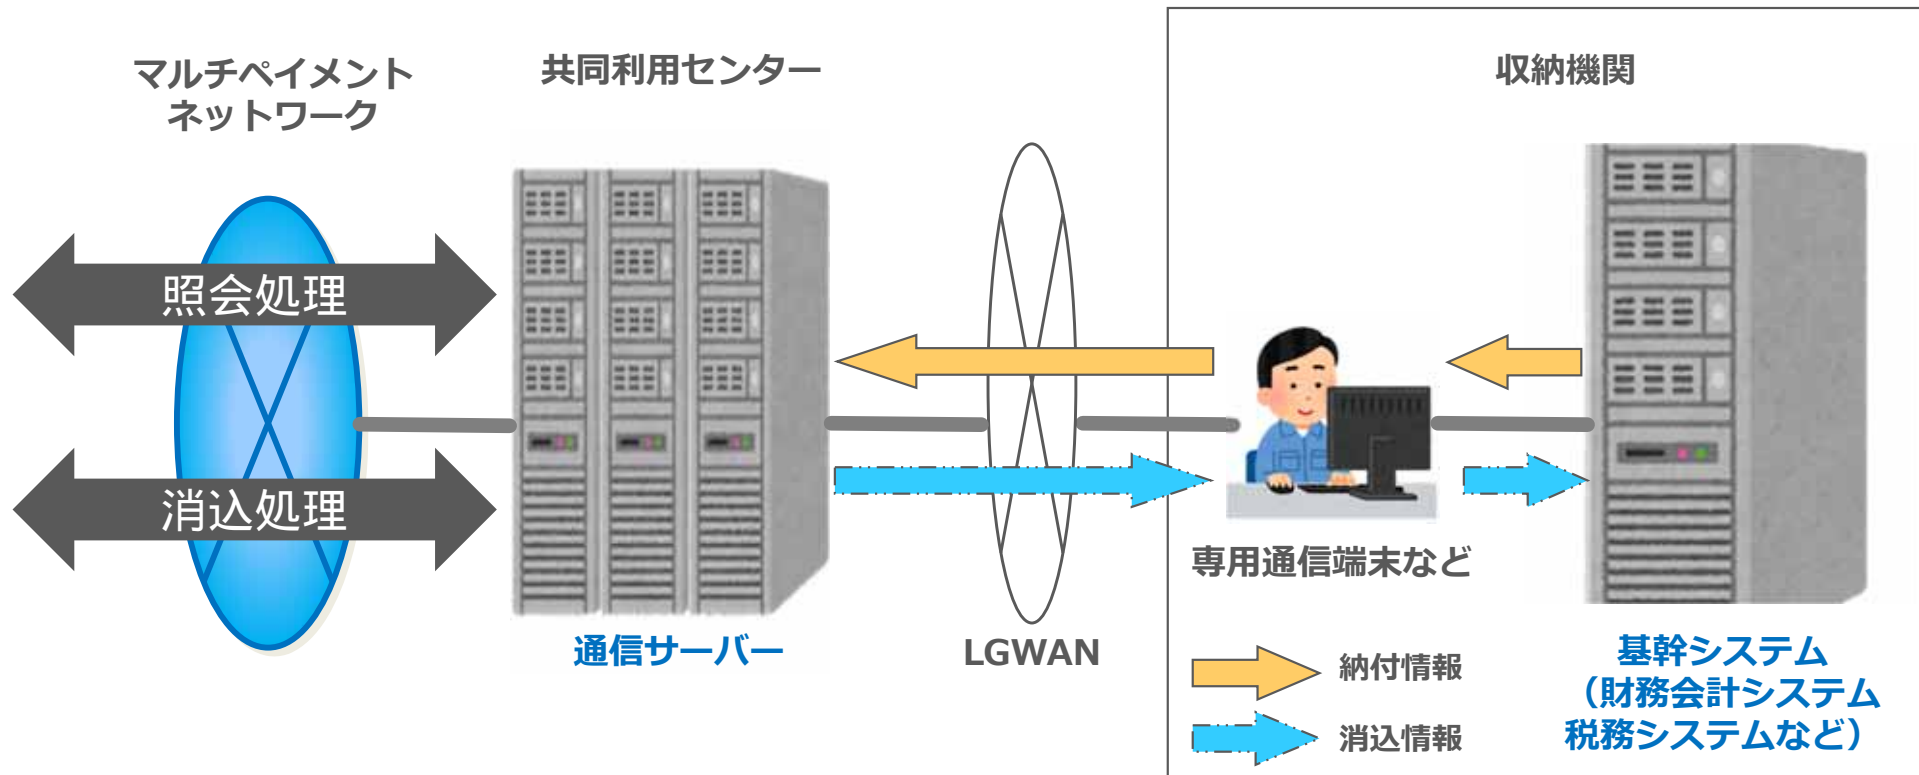 マルチペイメント
ネットワーク
共同利用センター
収納機関
照会処理
消込処理
専用通信端末など
通信サーバー
LGWAN
納付情報
消込情報
基幹システム
（財務会計システム
税務システムなど）